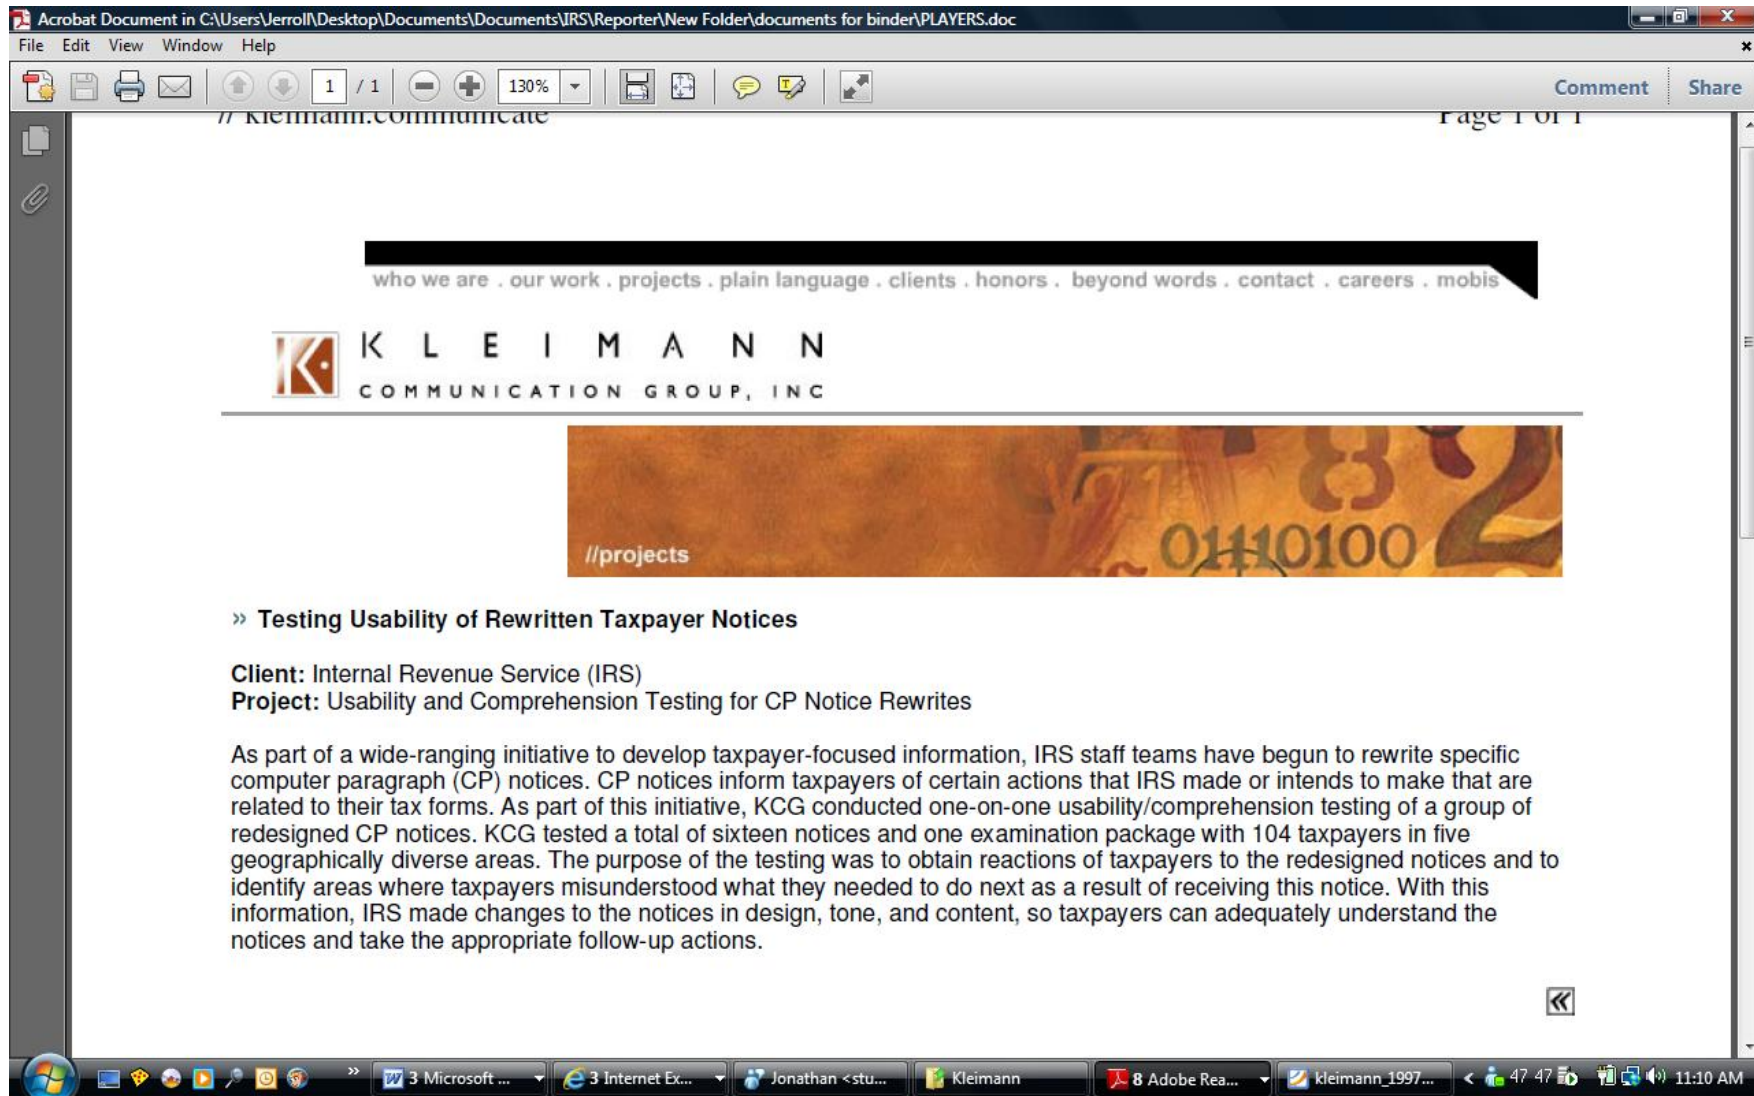 Acrobat Document in C:\Users\Jerroll\Desktop\Documents\Documents\IRS\Reporter\New Folder\documents for binder\PLAYERS.doc
File Edit View Window Help
1 / 1 130% Comment Share
// kleimann.communicate Page 1 of 1
who we are . our work . projects . plain language . clients . honors . beyond words . contact . careers . mobis
K L E I M A N N
COMMUNICATION GROUP, INC
//projects
01110100
» Testing Usability of Rewritten Taxpayer Notices
Client: Internal Revenue Service (IRS)
Project: Usability and Comprehension Testing for CP Notice Rewrites
As part of a wide-ranging initiative to develop taxpayer-focused information, IRS staff teams have begun to rewrite specific
computer paragraph (CP) notices. CP notices inform taxpayers of certain actions that IRS made or intends to make that are
related to their tax forms. As part of this initiative, KCG conducted one-on-one usability/comprehension testing of a group of
redesigned CP notices. KCG tested a total of sixteen notices and one examination package with 104 taxpayers in five
geographically diverse areas. The purpose of the testing was to obtain reactions of taxpayers to the redesigned notices and to
identify areas where taxpayers misunderstood what they needed to do next as a result of receiving this notice. With this
information, IRS made changes to the notices in design, tone, and content, so taxpayers can adequately understand the
notices and take the appropriate follow-up actions.
3 Microsoft ... 3 Internet Ex... Jonathan <stu... Kleimann 8 Adobe Rea... kleimann_1997... 47 47 11:10 AM